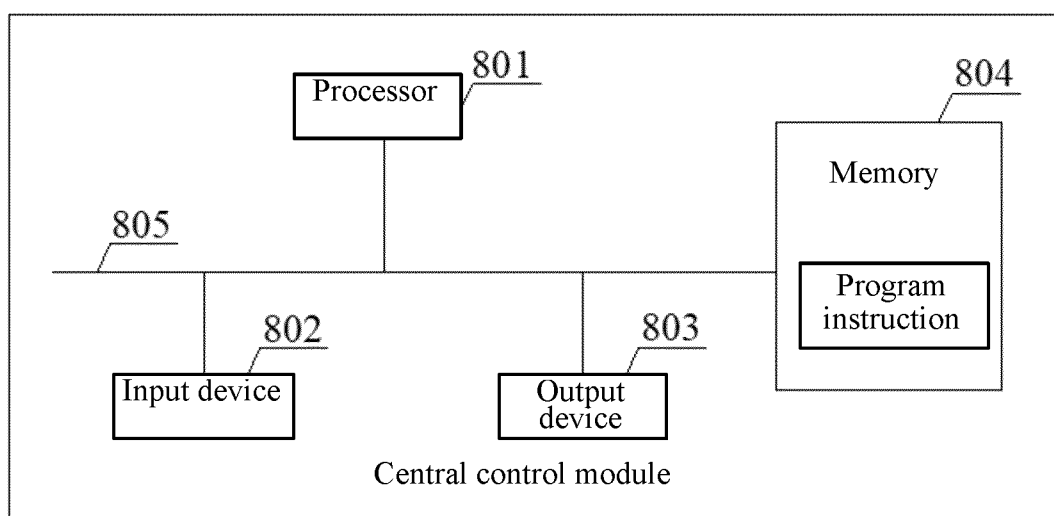 801
Processor
804
Memory
805
Program
instruction
802
803
Input device
Output
device
Central control module